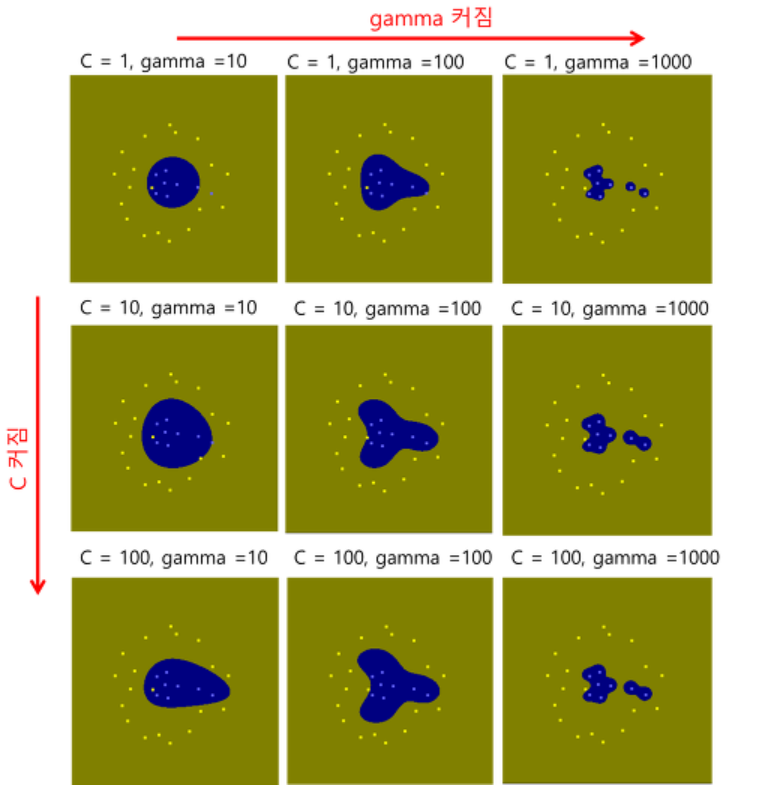 gamma 커짐
C = 1, gamma =10
C = 1, gamma =100
C = 1, gamma =1000
C = 10, gamma =10
C = 10, gamma =100
C = 10, gamma =1000
C 커짐
C = 100, gamma =10
C = 100, gamma =100
C = 100, gamma =1000